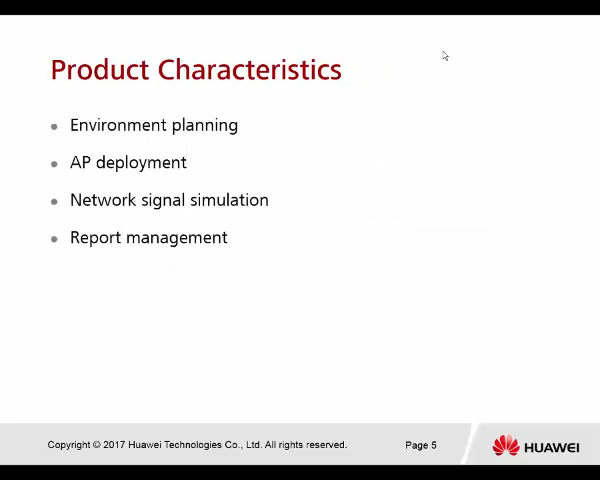 Product Characteristics
Environment planning
AP deployment
Network signal simulation
Report management
Copyright © 2017 Huawei Technologies Co., Ltd. All rights reserved.
Page 5
HUAWEI